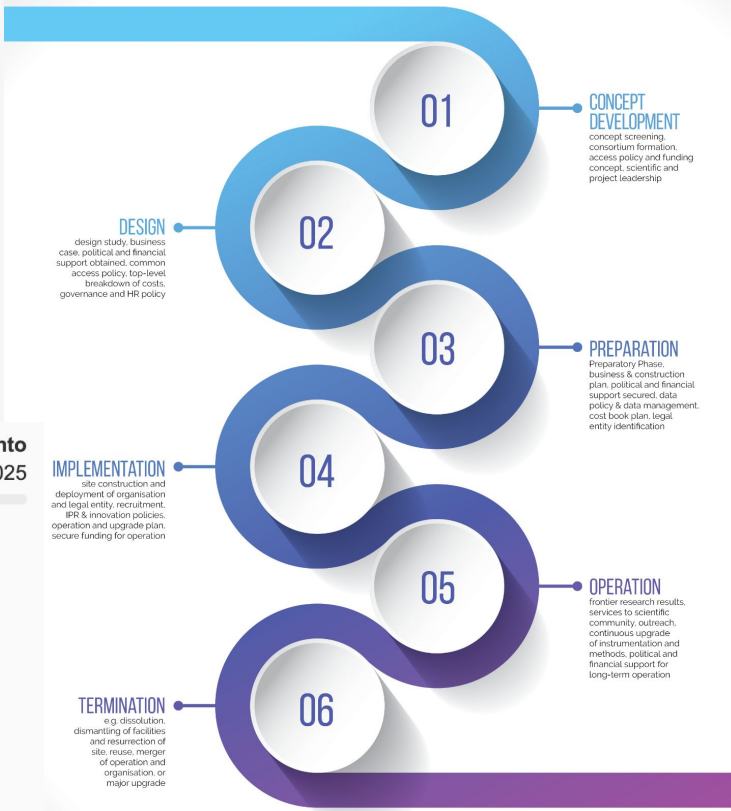 01
CONCEPT
DEVELOPMENT
concept screening,
consortium formation,
access policy and funding
concept, scientific and
project leadership
02
DESIGN
design study, business
case, political and financial
support obtained, common
access policy, top-level
breakdown of costs,
governance and HR policy
03
PREPARATION
Preparatory Phase,
business & construction
plan, political and financial
support secured, data
policy & data management,
cost book plan, legal
entity identification
nto
025
04
IMPLEMENTATION
site construction and
deployment of organisation
and legal entity, recruitment,
IPR & innovation policies,
operation and upgrade plan,
secure funding for operation
05
OPERATION
frontier research results,
services to scientific
community, outreach,
continuous upgrade
of instrumentation and
methods, political and
financial support for
long-term operation
06
TERMINATION
e.g. dissolution,
dismantling of facilities
and resurrection of
site, reuse, merger
of operation and
organisation, or
major upgrade